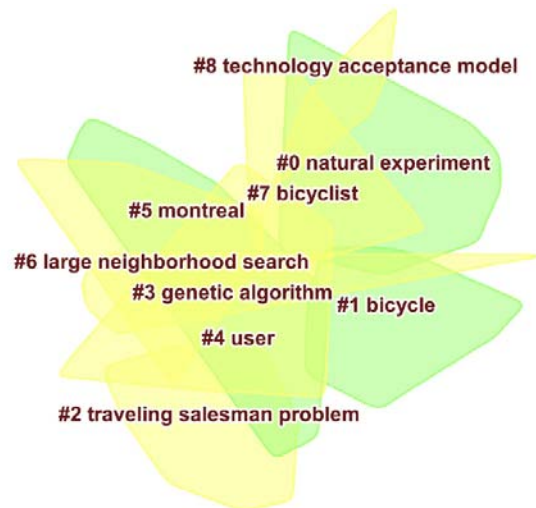 #8 technology acceptance model
#0 natural experiment
#7 bicyclist
#5 montreal
#6 large neighborhood search
#3 genetic algorithm
#1 bicycle
#4 user
#2 traveling salesman problem